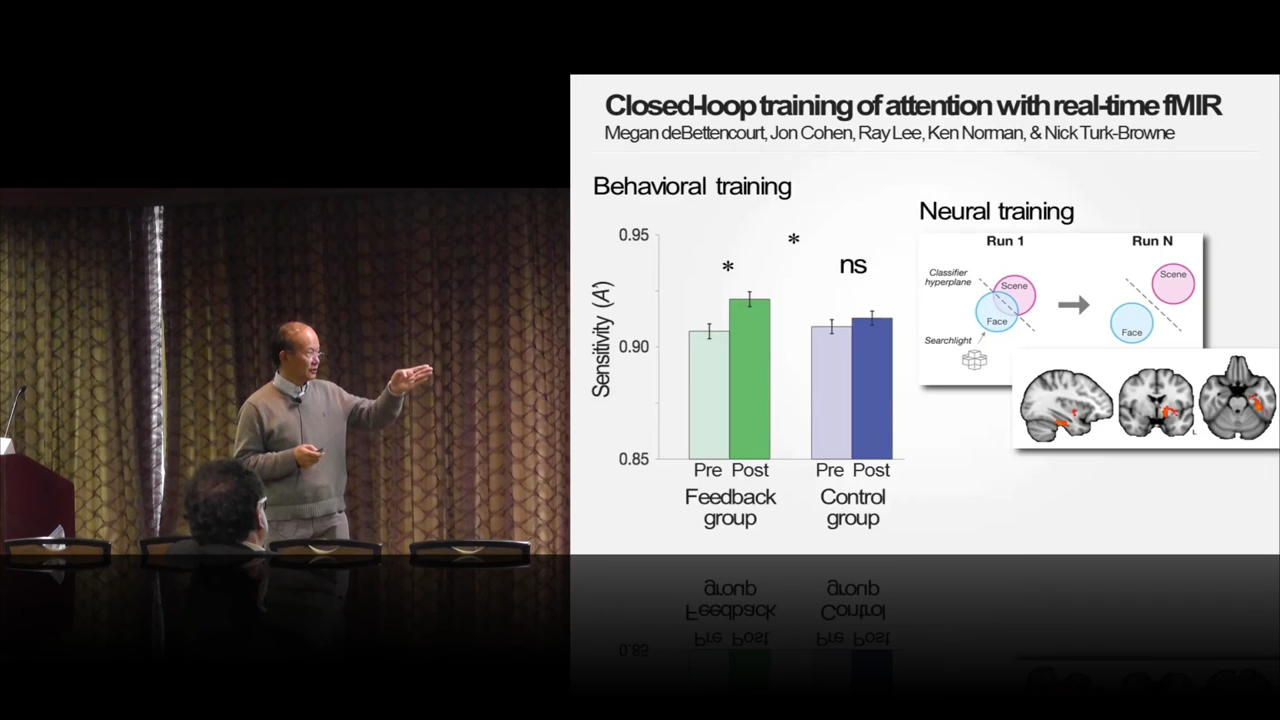 Closed-loop training of attention with real-time fMIR
Megan deBettencourt, Jon Cohen, Ray Lee, Ken Norman, & Nick Turk-Browne
Behavioral training
0.95
0.90
0.85
Sensitivity (A')
*
*
ns
Pre Post
Pre Post
Feedback
group
Control
group
Neural training
Run 1
Run N
Classifier
hyperplane
Scene
Face
Searchlight
Scene
Face
L